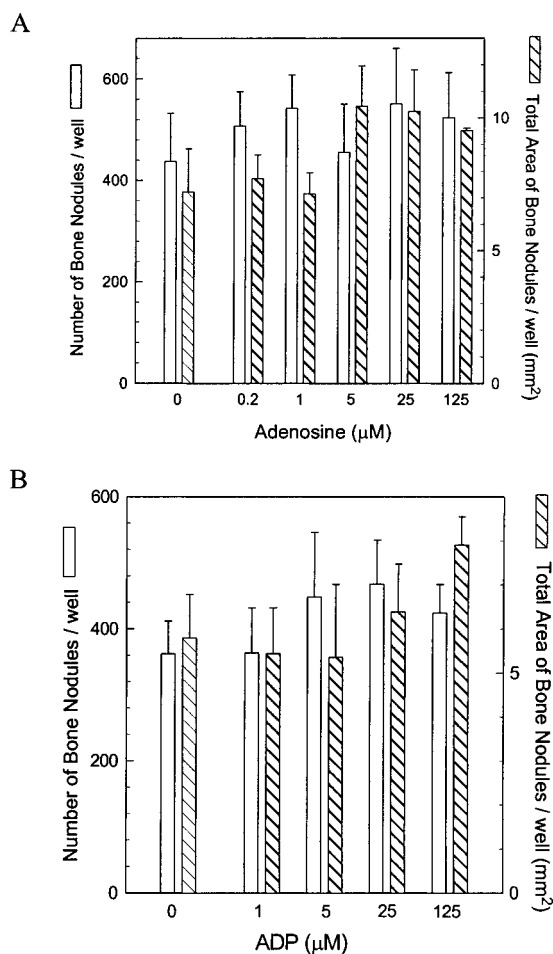 A
Number of Bone Nodules / well
600
400
200
0
Total Area of Bone Nodules / well (mm²)
10
5
0
0 0.2 1 5 25 125
Adenosine (μM)
B
Number of Bone Nodules / well
600
400
200
0
Total Area of Bone Nodules / well (mm²)
5
0
0 1 5 25 125
ADP (μM)